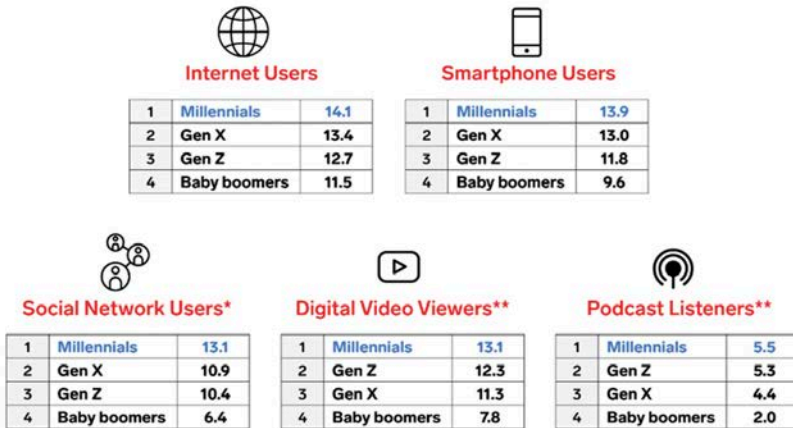 Internet Users
1 Millennials 14.1
2 Gen X 13.4
3 Gen Z 12.7
4 Baby boomers 11.5
Smartphone Users
1 Millennials 13.9
2 Gen X 13.0
3 Gen Z 11.8
4 Baby boomers 9.6
Social Network Users*
1 Millennials 13.1
2 Gen X 10.9
3 Gen Z 10.4
4 Baby boomers 6.4
Digital Video Viewers**
1 Millennials 13.1
2 Gen Z 12.3
3 Gen X 11.3
4 Baby boomers 7.8
Podcast Listeners**
1 Millennials 5.5
2 Gen Z 5.3
3 Gen X 4.4
4 Baby boomers 2.0